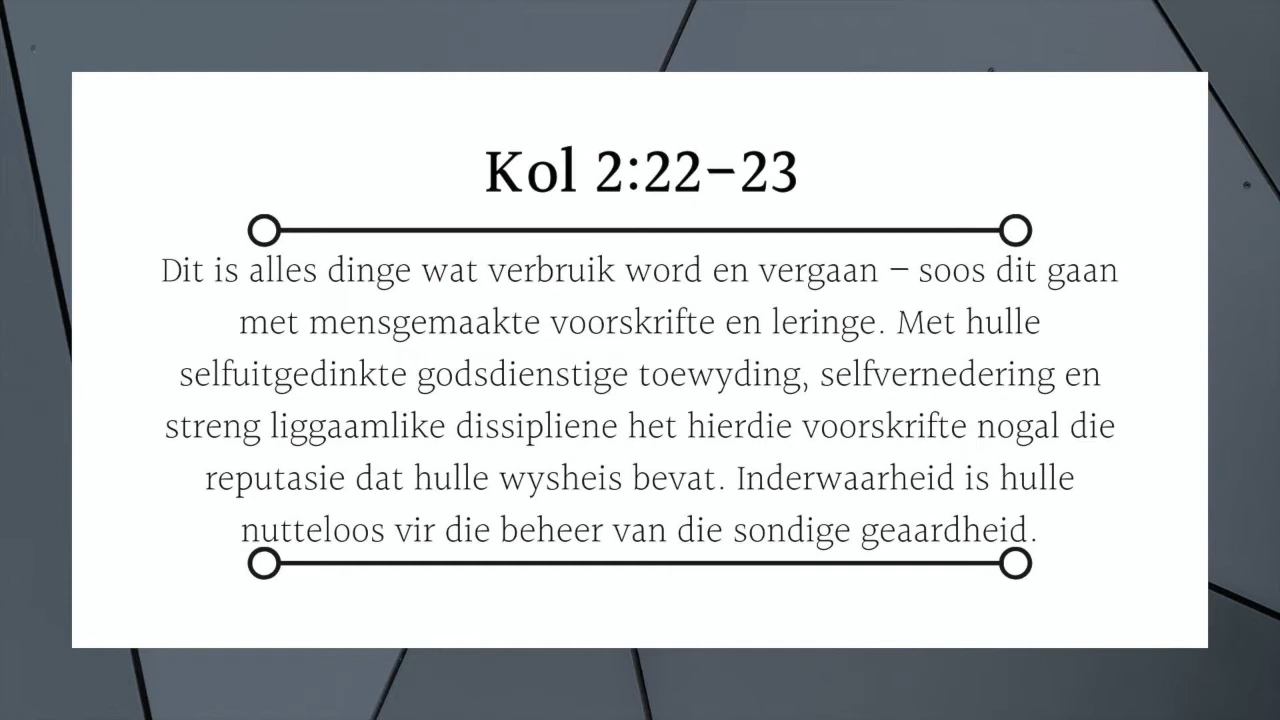 Kol 2:22–23
Dit is alles dinge wat verbruik word en vergaan – soos dit gaan
met mensgemaakte voorskrifte en leringe. Met hulle
selfuitgedinkte godsdienstige toewyding, selfvernedering en
streng liggaamlike dissipliene het hierdie voorskrifte nogal die
reputasie dat hulle wysheis bevat. Inderwaarheid is hulle
nutteloos vir die beheer van die sondige geaardheid.